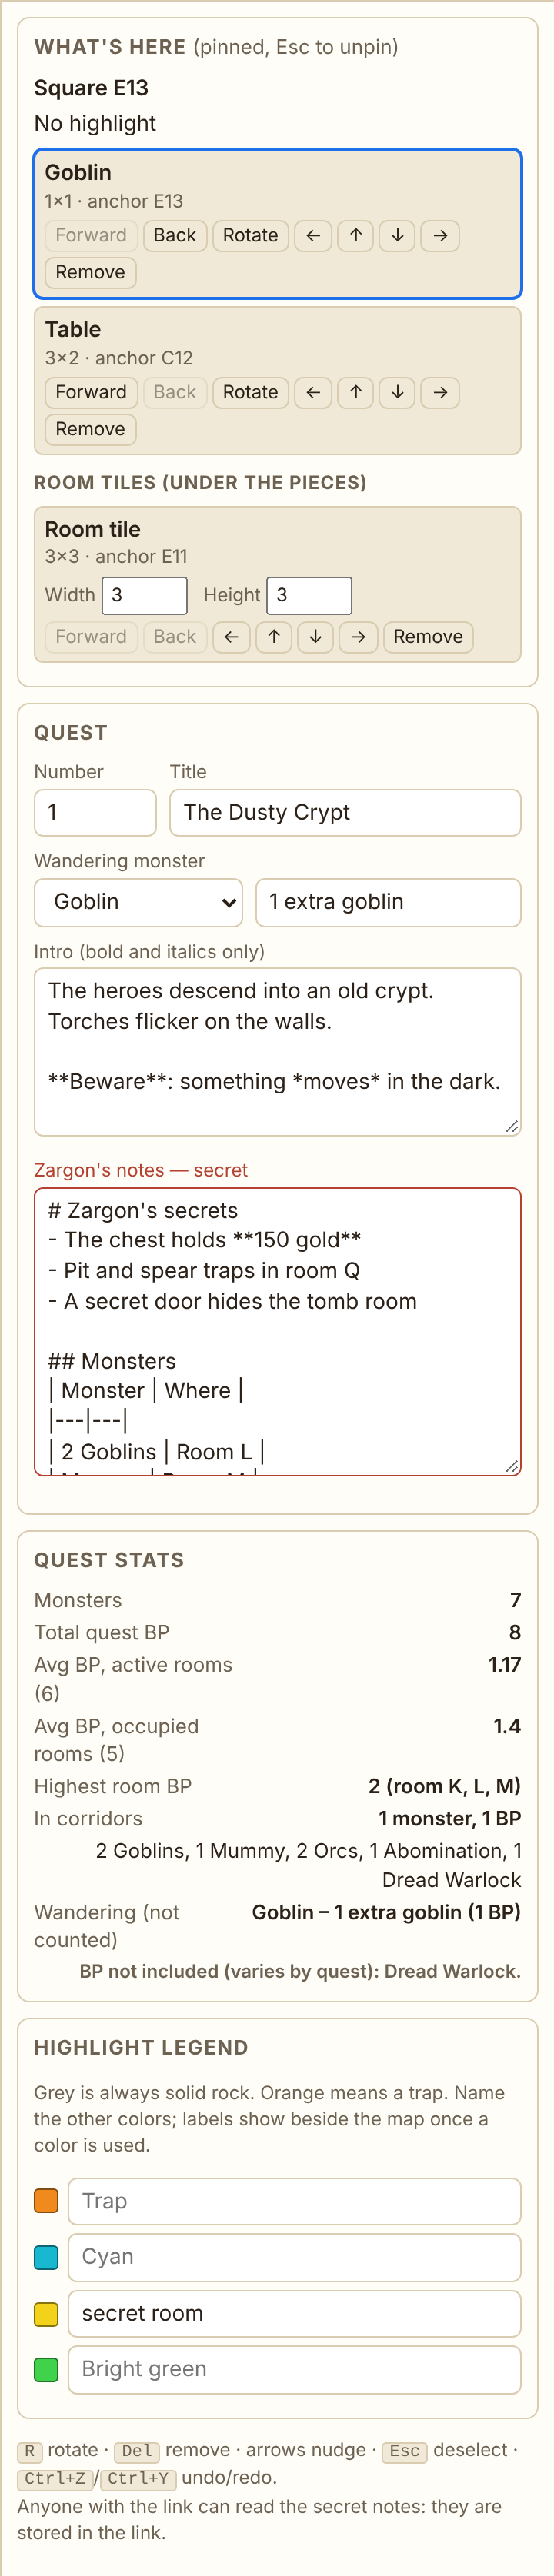 WHAT'S HERE (pinned, Esc to unpin)
Square E13
No highlight
Goblin
1×1 · anchor E13
Forward Back Rotate ← ↑ ↓ →
Remove
Table
3×2 · anchor C12
Forward Back Rotate ← ↑ ↓ →
Remove
ROOM TILES (UNDER THE PIECES)
Room tile
3×3 · anchor E11
Width 3 Height 3
Forward Back ← ↑ ↓ → Remove
QUEST
Number Title
1 The Dusty Crypt
Wandering monster
Goblin 1 extra goblin
Intro (bold and italics only)
The heroes descend into an old crypt.
Torches flicker on the walls.
**Beware**: something *moves* in the dark.
Zargon's notes — secret
# Zargon's secrets
- The chest holds **150 gold**
- Pit and spear traps in room Q
- A secret door hides the tomb room
## Monsters
| Monster | Where |
|---|---|
| 2 Goblins | Room L |
QUEST STATS
Monsters 7
Total quest BP 8
Avg BP, active rooms 1.17
(6)
Avg BP, occupied 1.4
rooms (5)
Highest room BP 2 (room K, L, M)
In corridors 1 monster, 1 BP
2 Goblins, 1 Mummy, 2 Orcs, 1 Abomination, 1
Dread Warlock
Wandering (not Goblin – 1 extra goblin (1 BP)
counted)
BP not included (varies by quest): Dread Warlock.
HIGHLIGHT LEGEND
Grey is always solid rock. Orange means a trap. Name
the other colors; labels show beside the map once a
color is used.
Trap
Cyan
secret room
Bright green
R rotate · Del remove · arrows nudge · Esc deselect ·
Ctrl+Z/Ctrl+Y undo/redo.
Anyone with the link can read the secret notes: they are
stored in the link.